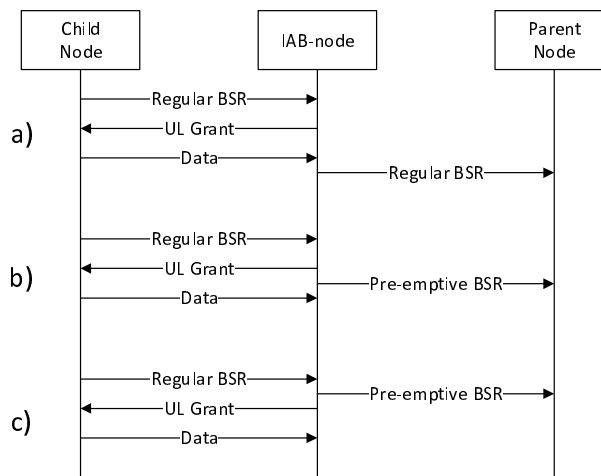 Child
Node
IAB-node
Parent
Node
a)
Regular BSR
UL Grant
Data
Regular BSR
b)
Regular BSR
UL Grant
Pre-emptive BSR
Data
c)
Regular BSR
Pre-emptive BSR
UL Grant
Data